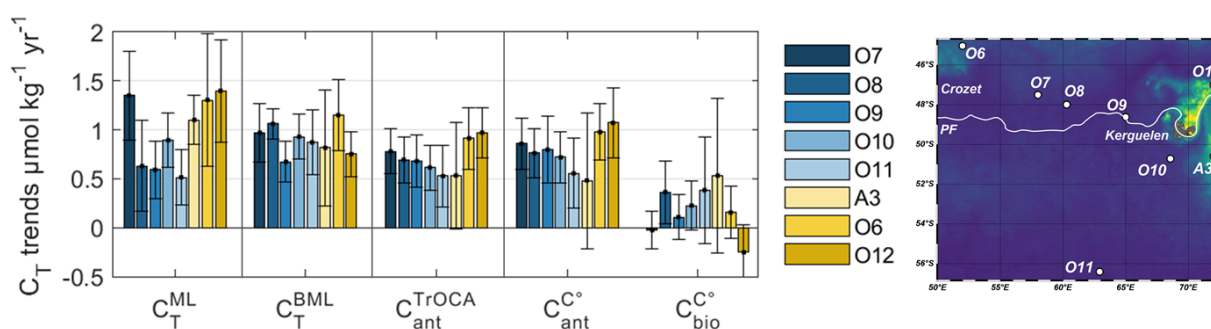 C_T trends µmol kg⁻¹ yr⁻¹
2
1.5
1
0.5
0
-0.5
C_T^ML
C_T^BML
C_ant^TrOCA
C_ant^C°
C_bio^C°
O7
O8
O9
O10
O11
A3
O6
O12
46°S
48°S
50°S
52°S
54°S
56°S
50°E
55°E
60°E
65°E
70°E
O6
Crozet
O7
O8
O9
O1
PF
Kerguelen
O10
A3
O11